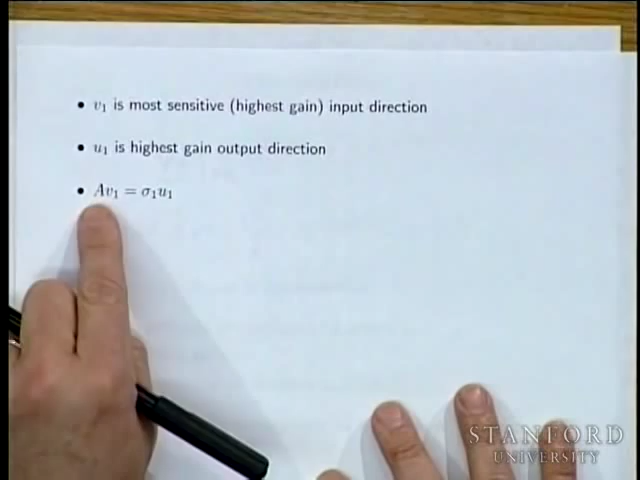 • v₁ is most sensitive (highest gain) input direction
• u₁ is highest gain output direction
• Av₁ = σ₁u₁
STANFORD
UNIVERSITY